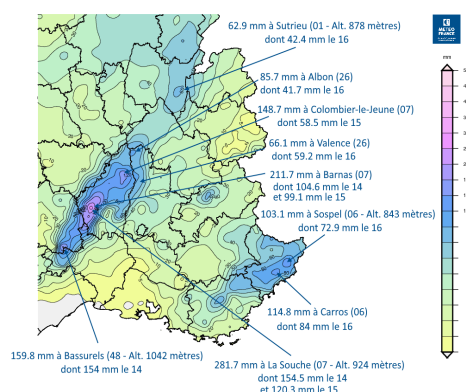 62.9 mm à Sutrieu (01 - Alt. 878 mètres)
dont 42.4 mm le 16
METEO
FRANCE
mm
85.7 mm à Albon (26)
dont 41.7 mm le 16
148.7 mm à Colombier-le-Jeune (07)
dont 58.5 mm le 15
66.1 mm à Valence (26)
dont 59.2 mm le 16
211.7 mm à Barnas (07)
dont 104.6 mm le 14
et 99.1 mm le 15
103.1 mm à Sospel (06 - Alt. 843 mètres)
dont 72.9 mm le 16
114.8 mm à Carros (06)
dont 84 mm le 16
159.8 mm à Bassurels (48 - Alt. 1042 mètres)
dont 154 mm le 14
281.7 mm à La Souche (07 - Alt. 924 mètres)
dont 154.5 mm le 14
et 120.3 mm le 15